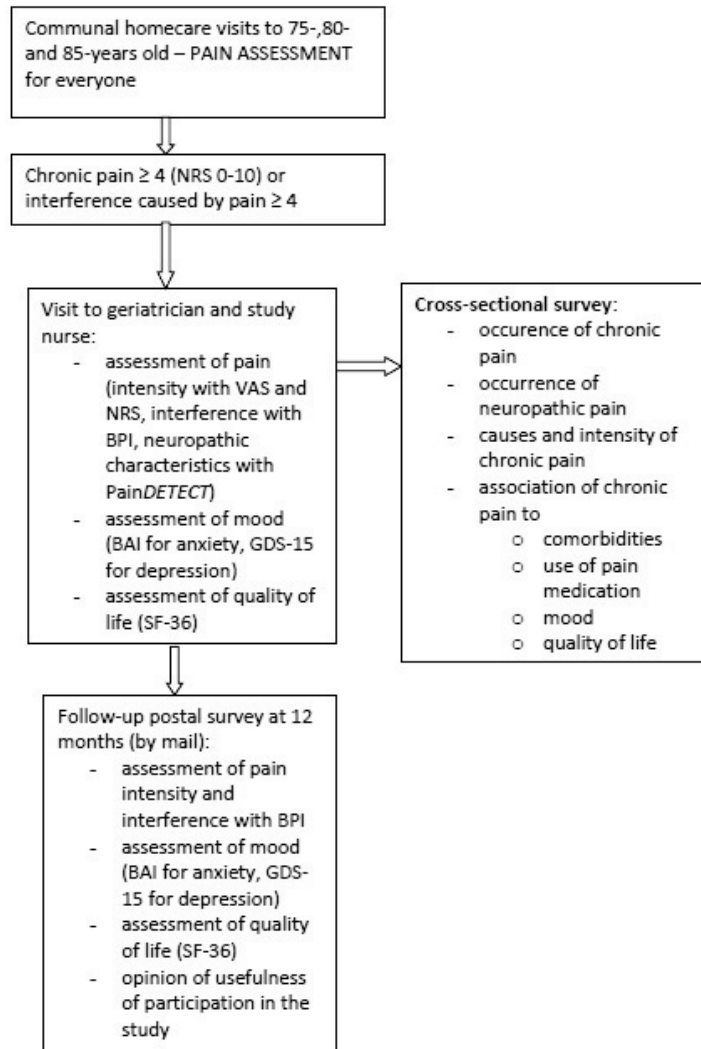 Communal homecare visits to 75-,80-
and 85-years old – PAIN ASSESSMENT
for everyone
Chronic pain ≥ 4 (NRS 0-10) or
interference caused by pain ≥ 4
Visit to geriatrician and study
nurse:
- assessment of pain
(intensity with VAS and
NRS, interference with
BPI, neuropathic
characteristics with
PainDETECT)
- assessment of mood
(BAI for anxiety, GDS-15
for depression)
- assessment of quality of
life (SF-36)
Cross-sectional survey:
- occurence of chronic
pain
- occurrence of
neuropathic pain
- causes and intensity of
chronic pain
- association of chronic
pain to
o comorbidities
o use of pain
medication
o mood
o quality of life
Follow-up postal survey at 12
months (by mail):
- assessment of pain
intensity and
interference with BPI
- assessment of mood
(BAI for anxiety, GDS-
15 for depression)
- assessment of quality
of life (SF-36)
- opinion of usefulness
of participation in the
study